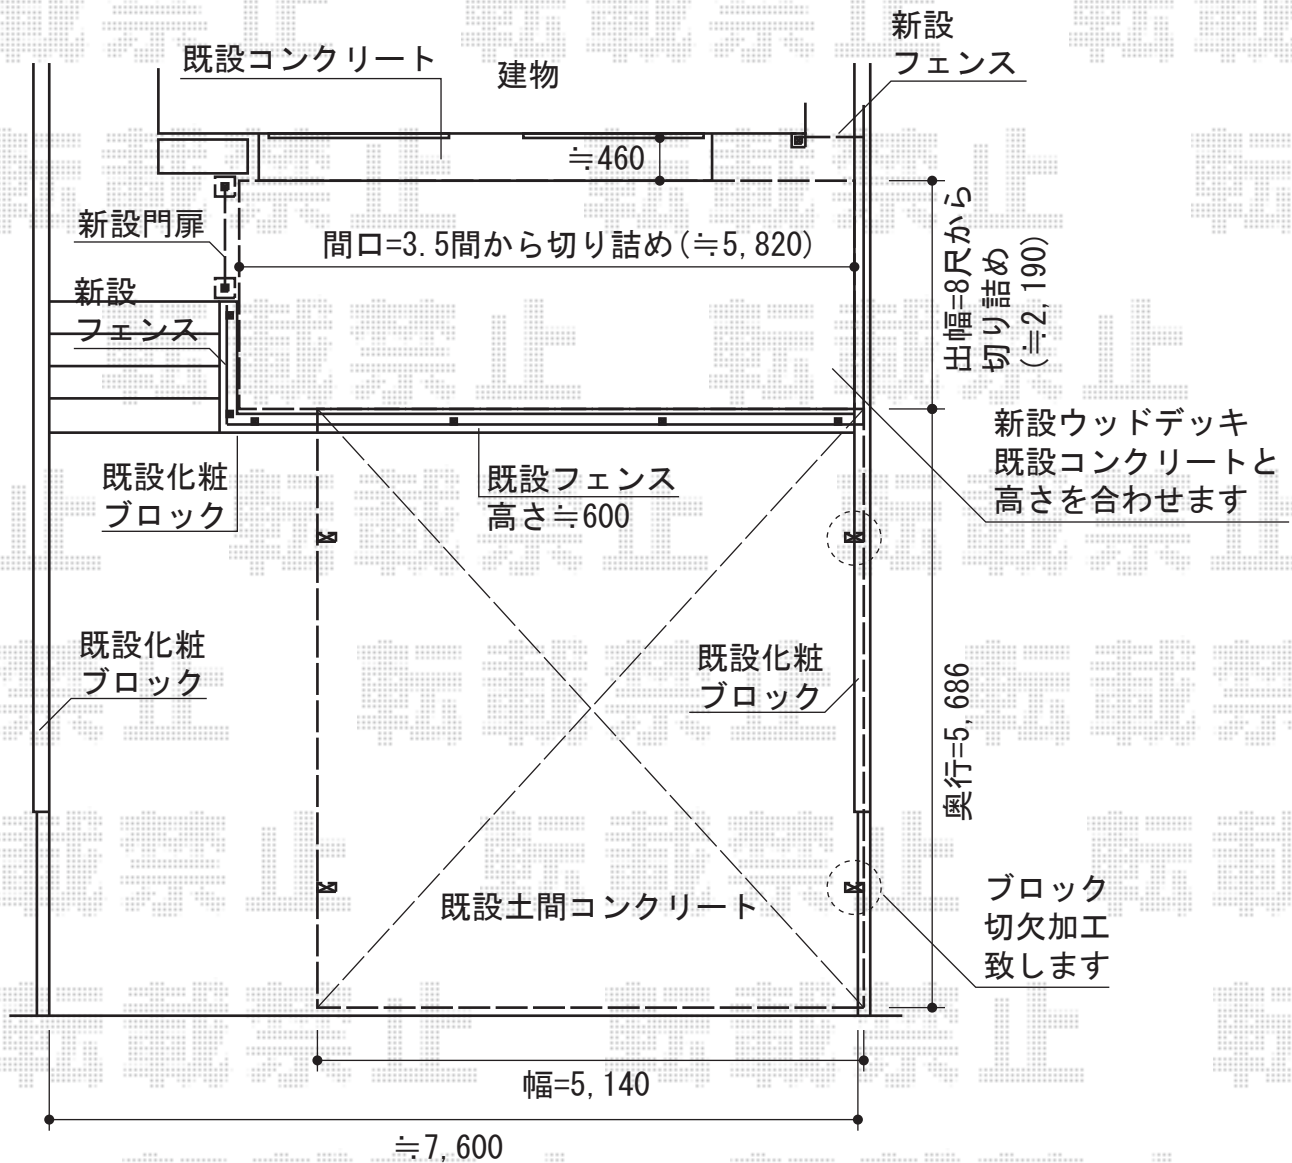 新設
フェンス
既設コンクリート
建物
≒460
新設門扉
間口=3.5間から切り詰め(≒5,820)
出幅=8尺から
切り詰め
(≒2,190)
新設
フェンス
新設ウッドデッキ
既設コンクリートと
高さを合わせます
既設化粧
ブロック
既設フェンス
高さ≒600
既設化粧
ブロック
既設化粧
ブロック
奥行=5,686
既設土間コンクリート
ブロック
切欠加工
致します
幅=5,140
≒7,600
転載禁止